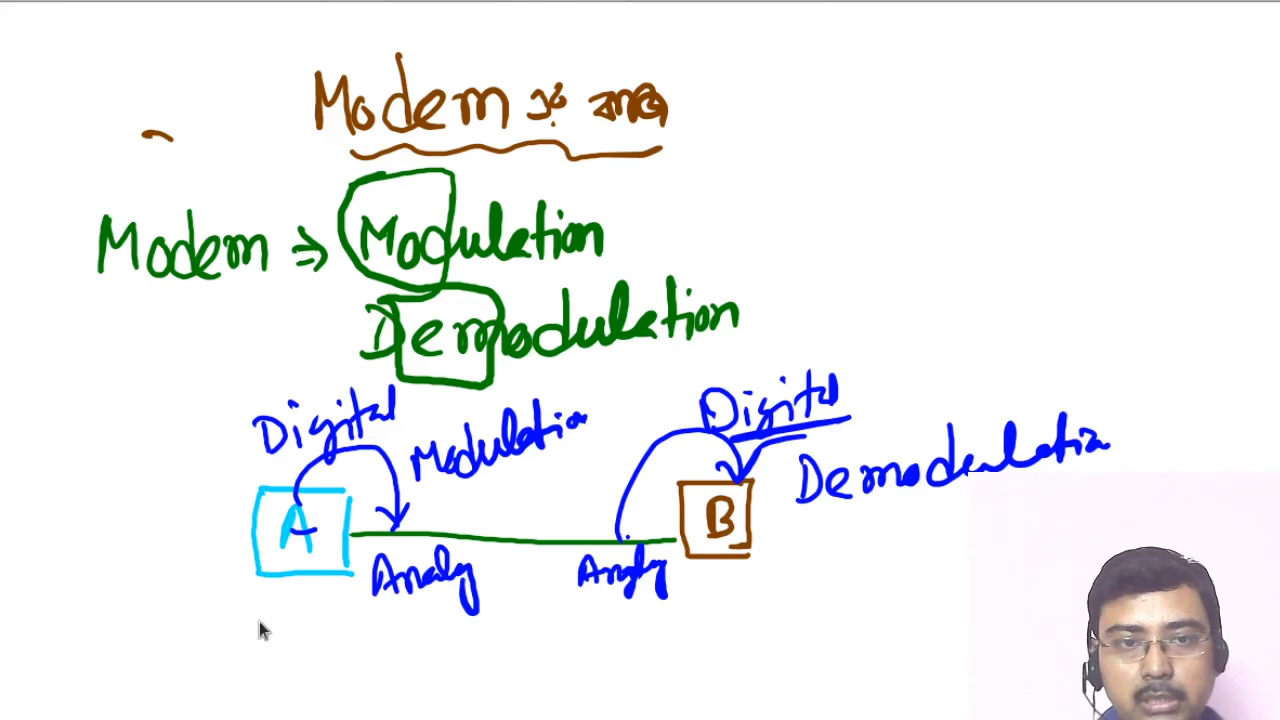 Modem এর কাজ
Modem ⇒ Modulation
Demodulation
Digital Modulation Digital Demodulation
A B
Analog Analog